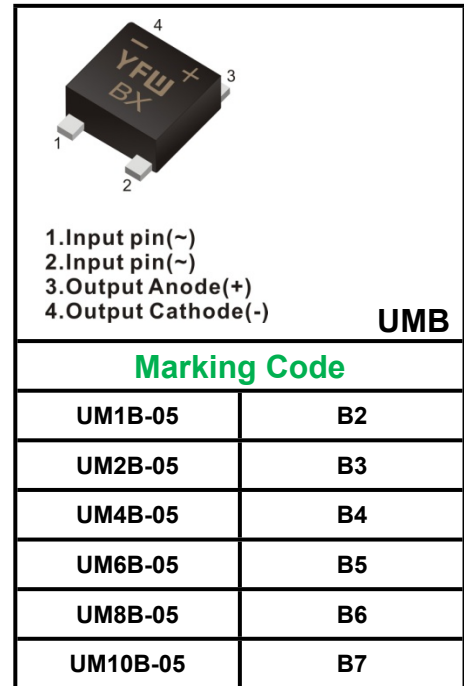 4
− +
YFW
BX
3
1
2
1.Input pin(~)
2.Input pin(~)
3.Output Anode(+)
4.Output Cathode(-)
UMB
Marking Code
UM1B-05 B2
UM2B-05 B3
UM4B-05 B4
UM6B-05 B5
UM8B-05 B6
UM10B-05 B7